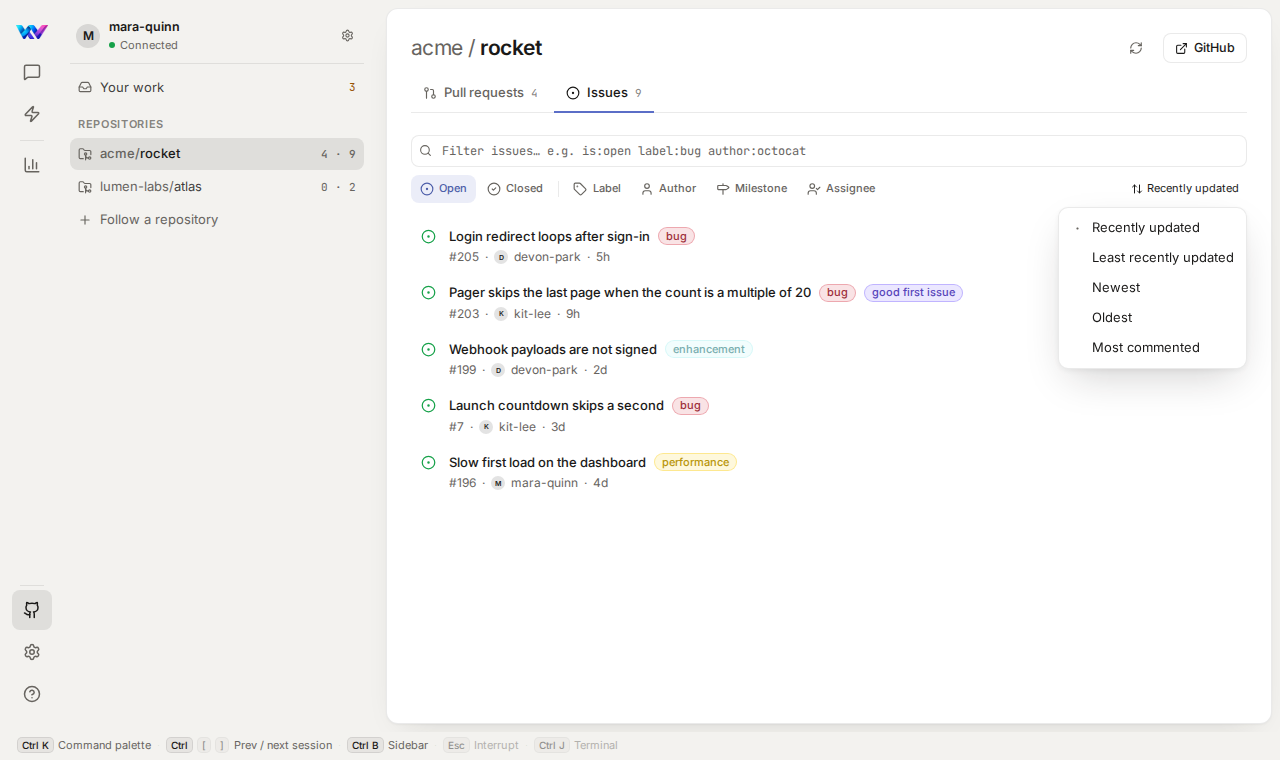 M mara-quinn
Connected
Your work 3
REPOSITORIES
acme/rocket 4 · 9
lumen-labs/atlas 0 · 2
Follow a repository
acme / rocket
GitHub
Pull requests 4 Issues 9
Filter issues… e.g. is:open label:bug author:octocat
Open Closed Label Author Milestone Assignee Recently updated
· Recently updated
Least recently updated
Newest
Oldest
Most commented
Login redirect loops after sign-in bug
#205 · D devon-park · 5h
Pager skips the last page when the count is a multiple of 20 bug good first issue
#203 · K kit-lee · 9h
Webhook payloads are not signed enhancement
#199 · D devon-park · 2d
Launch countdown skips a second bug
#7 · K kit-lee · 3d
Slow first load on the dashboard performance
#196 · M mara-quinn · 4d
Ctrl K Command palette Ctrl [ ] Prev / next session Ctrl B Sidebar Esc Interrupt Ctrl J Terminal